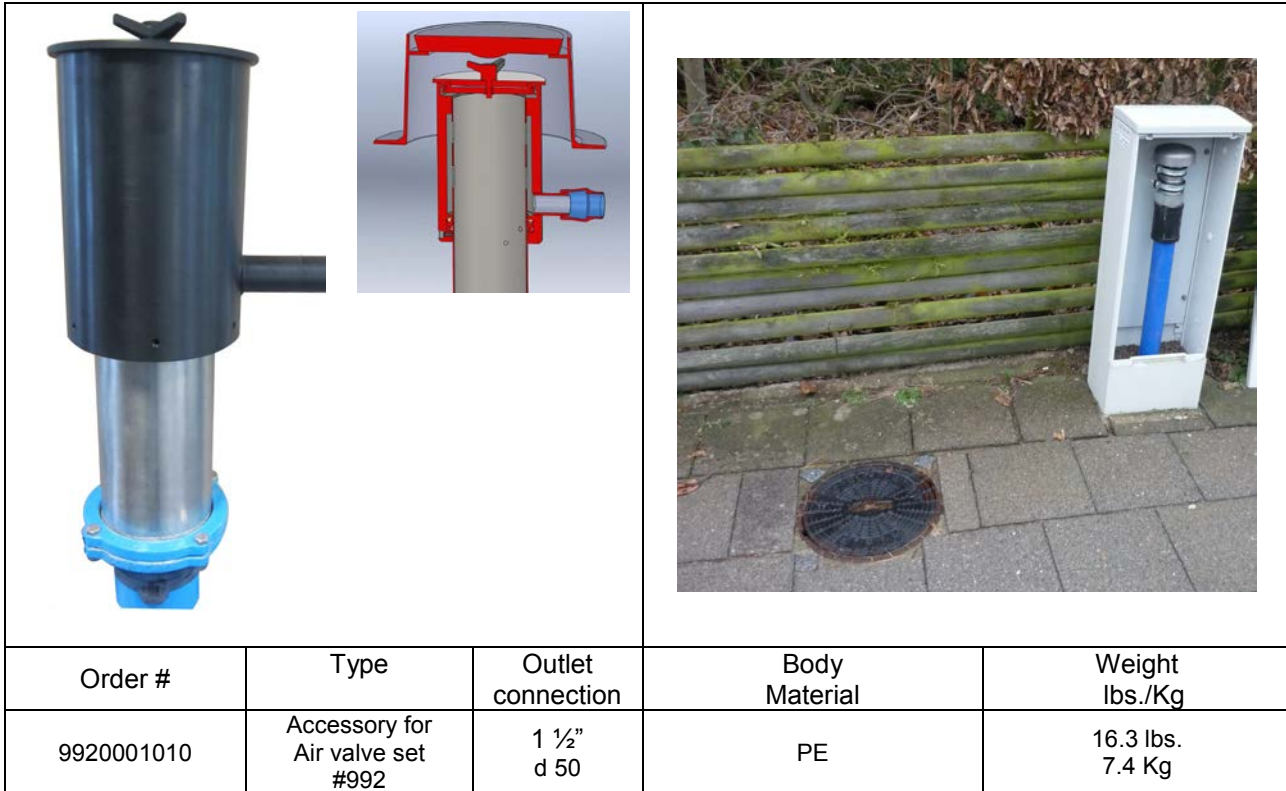 Order #
Type
Outlet
connection
Body
Material
Weight
lbs./Kg
9920001010
Accessory for
Air valve set
#992
1 ½”
d 50
PE
16.3 lbs.
7.4 Kg